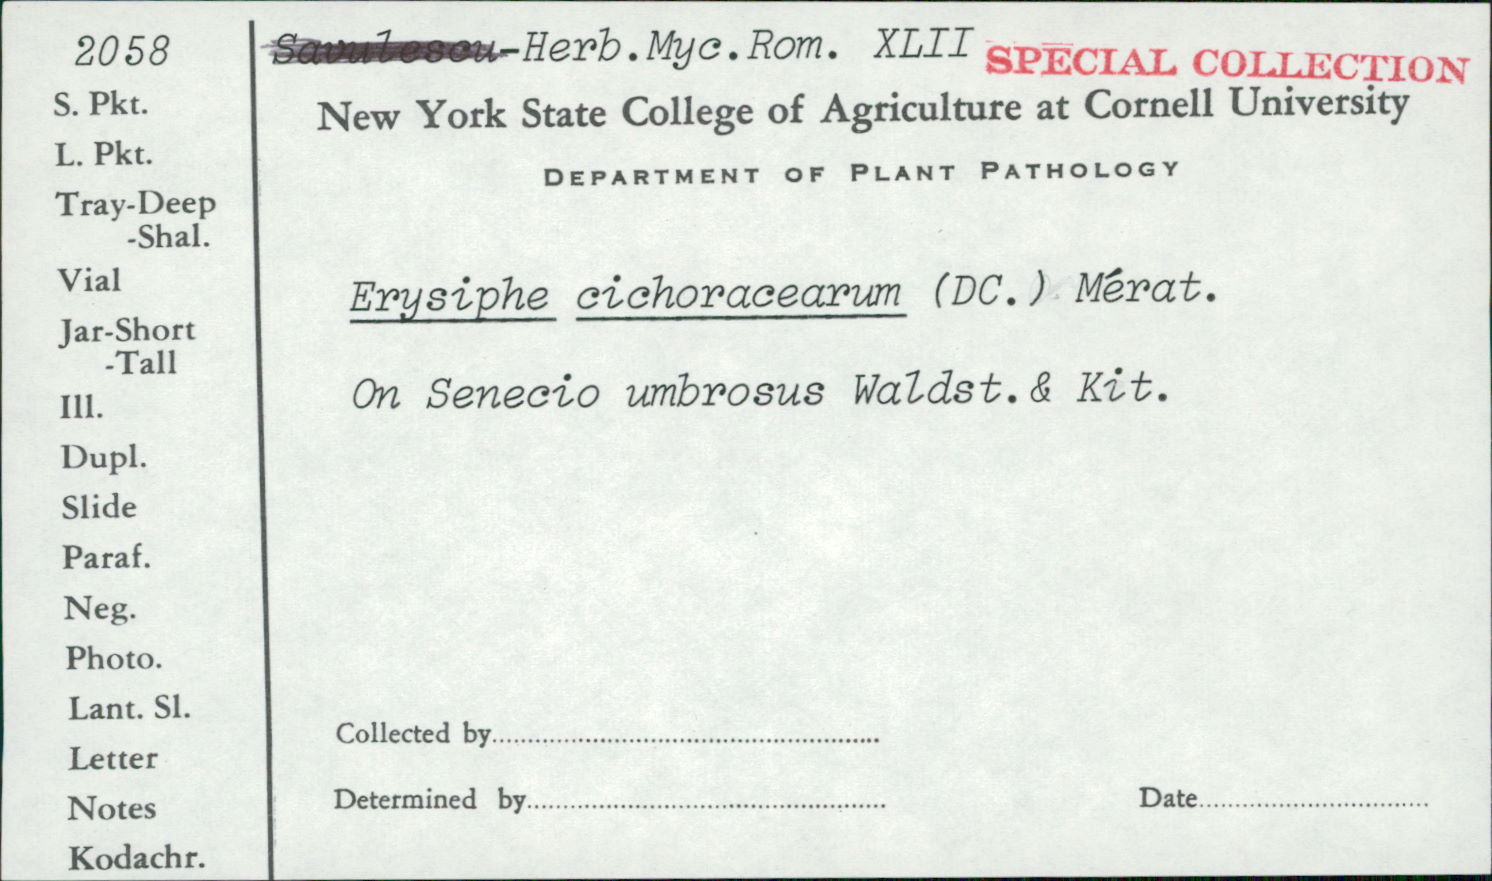 2058
Savulescu-Herb.Myc.Rom. XLII
SPECIAL COLLECTION
New York State College of Agriculture at Cornell University
DEPARTMENT OF PLANT PATHOLOGY
S. Pkt.
L. Pkt.
Tray-Deep
-Shal.
Vial
Jar-Short
-Tall
Ill.
Dupl.
Slide
Paraf.
Neg.
Photo.
Lant. Sl.
Letter
Notes
Kodachr.
Erysiphe cichoracearum (DC.) Mérat.
On Senecio umbrosus Waldst.& Kit.
Collected by
Determined by
Date